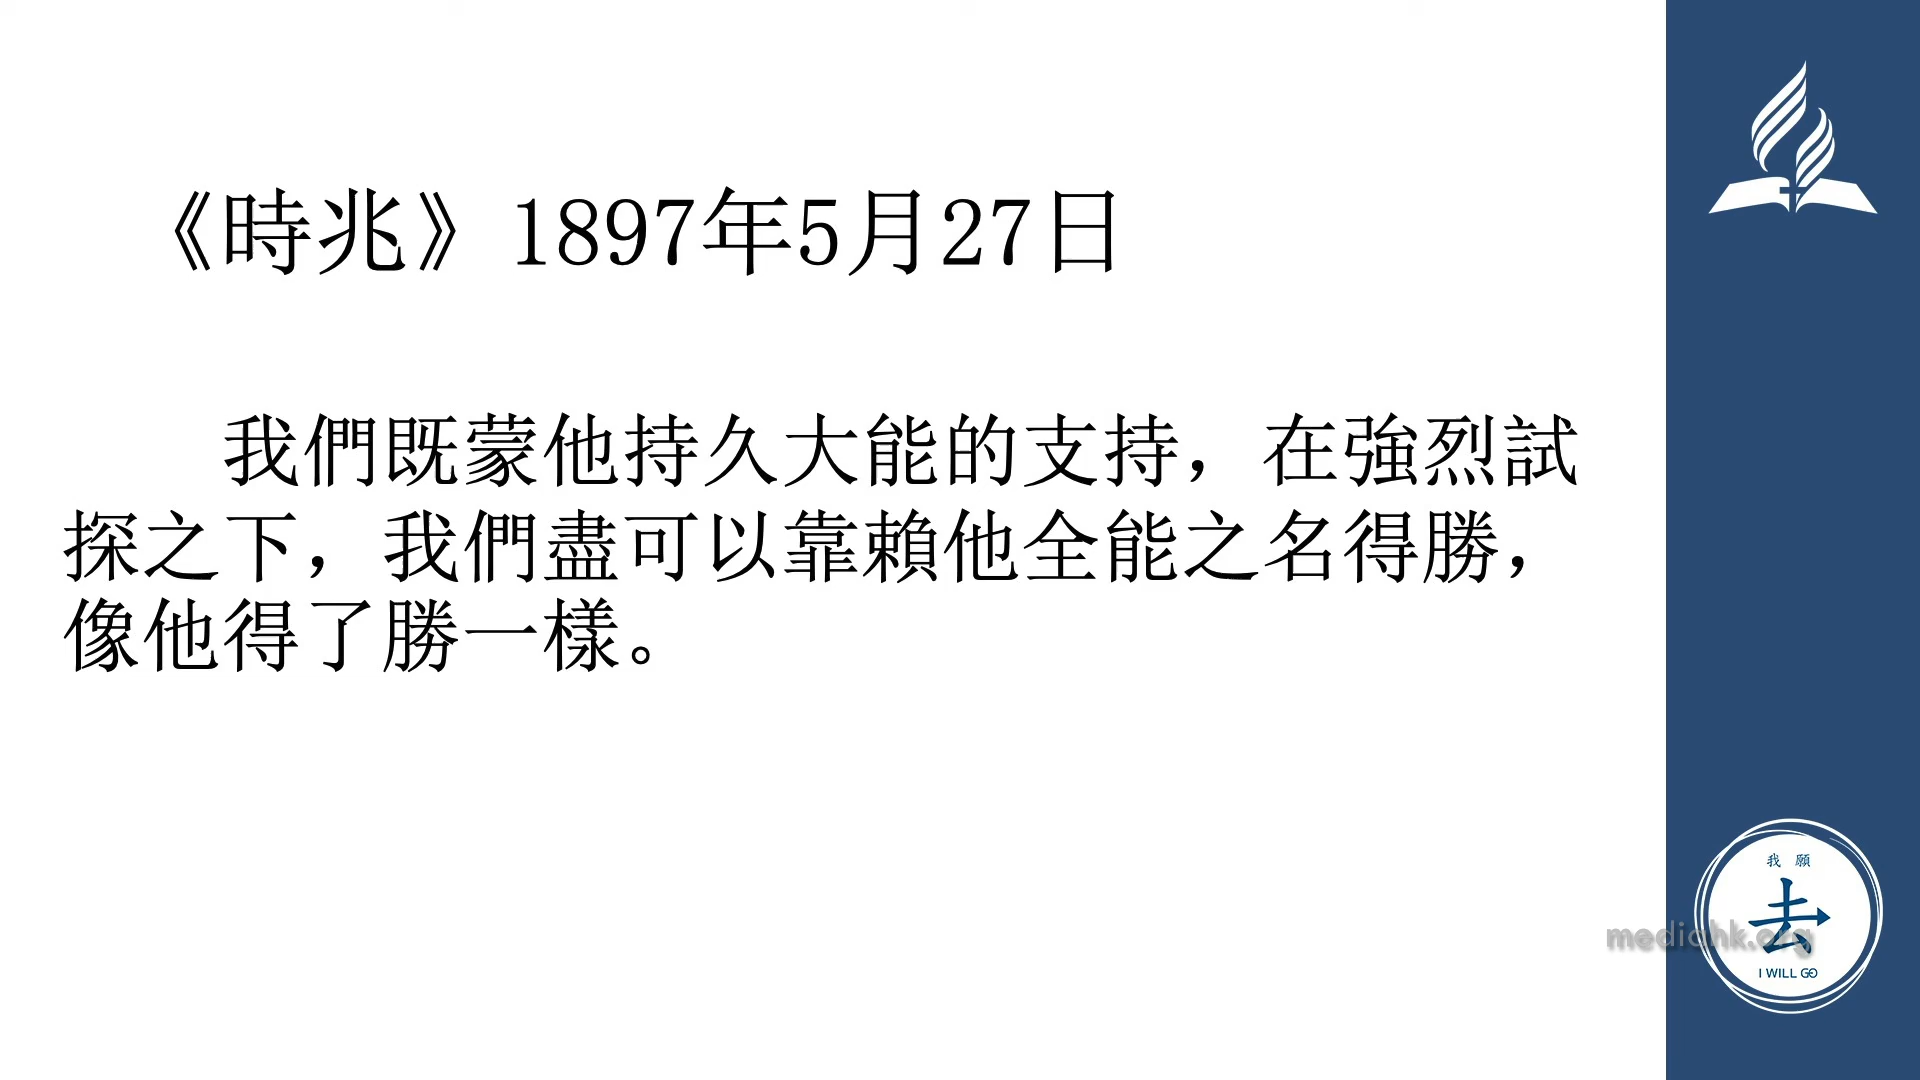 《時兆》1897年5月27日
我們既蒙他持久大能的支持，在強烈試
探之下，我們盡可以靠賴他全能之名得勝，
像他得了勝一樣。
我 願
去
mediahk.org
I WILL GO